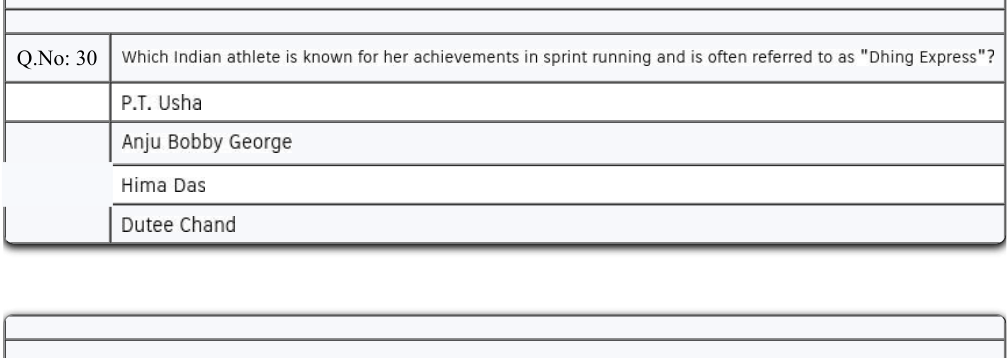 Q.No: 30 Which Indian athlete is known for her achievements in sprint running and is often referred to as "Dhing Express"?
P.T. Usha
Anju Bobby George
Hima Das
Dutee Chand